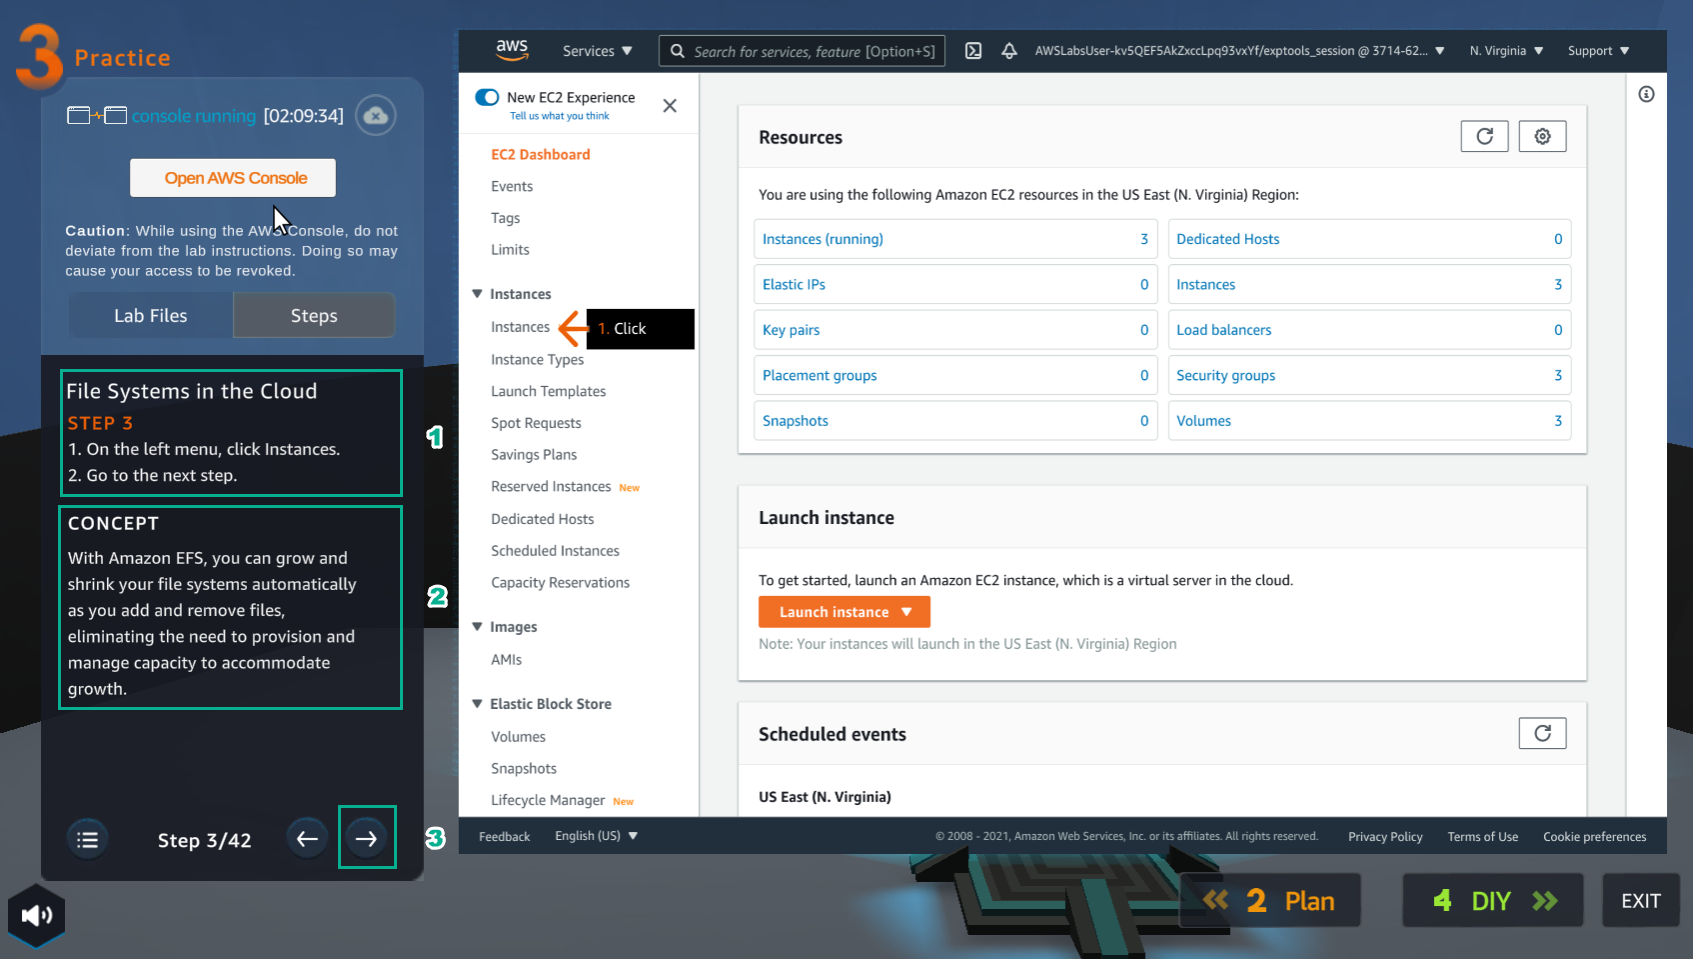 3 Practice
console running [02:09:34]
Open AWS Console
Caution: While using the AWS Console, do not
deviate from the lab instructions. Doing so may
cause your access to be revoked.
Lab Files
Steps
File Systems in the Cloud
STEP 3
1. On the left menu, click Instances.
2. Go to the next step.
1
CONCEPT
With Amazon EFS, you can grow and
shrink your file systems automatically
as you add and remove files,
eliminating the need to provision and
manage capacity to accommodate
growth.
2
Step 3/42
3
aws
Services
Search for services, feature [Option+S]
AWSLabsUser-kv5QEF5AkZxccLpq93vxYf/exptools_session @ 3714-62...
N. Virginia
Support
New EC2 Experience
Tell us what you think
EC2 Dashboard
Events
Tags
Limits
Instances
Instances
1. Click
Instance Types
Launch Templates
Spot Requests
Savings Plans
Reserved Instances New
Dedicated Hosts
Scheduled Instances
Capacity Reservations
Images
AMIs
Elastic Block Store
Volumes
Snapshots
Lifecycle Manager New
Resources
You are using the following Amazon EC2 resources in the US East (N. Virginia) Region:
Instances (running) 3
Dedicated Hosts 0
Elastic IPs 0
Instances 3
Key pairs 0
Load balancers 0
Placement groups 0
Security groups 3
Snapshots 0
Volumes 3
Launch instance
To get started, launch an Amazon EC2 instance, which is a virtual server in the cloud.
Launch instance
Note: Your instances will launch in the US East (N. Virginia) Region
Scheduled events
US East (N. Virginia)
Feedback
English (US)
© 2008 - 2021, Amazon Web Services, Inc. or its affiliates. All rights reserved.
Privacy Policy
Terms of Use
Cookie preferences
2 Plan
4 DIY
EXIT